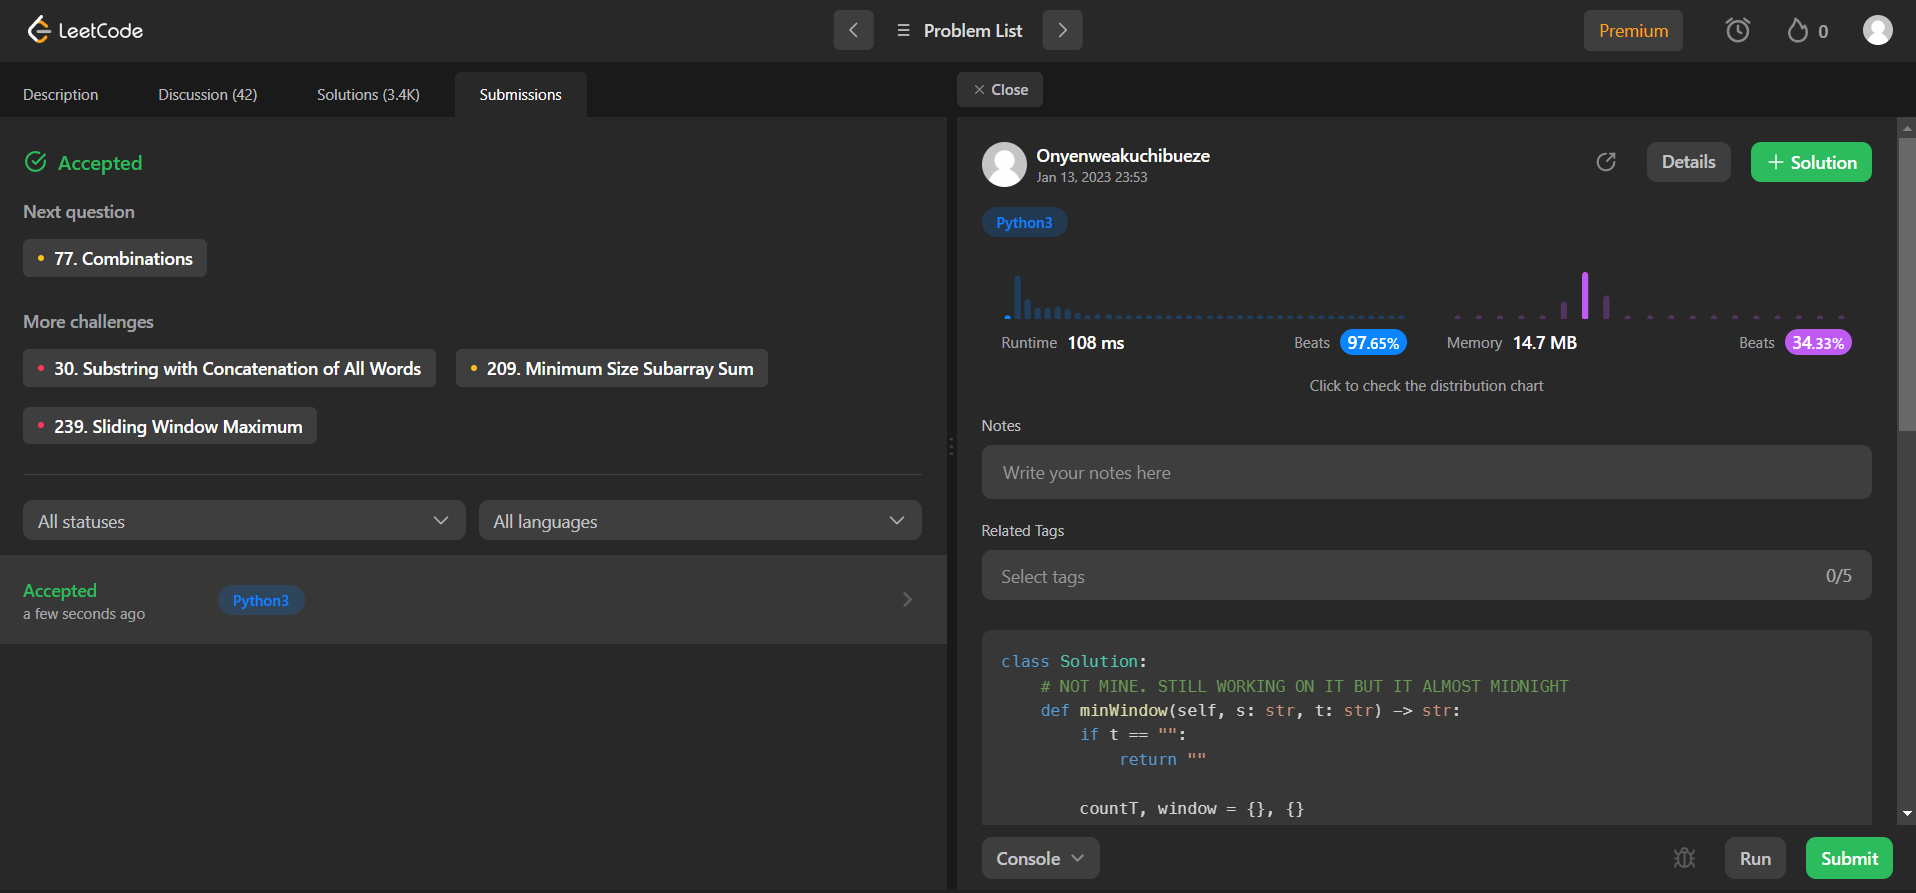 LeetCode
Problem List
Premium
0
Description
Discussion (42)
Solutions (3.4K)
Submissions
Close
Accepted
Next question
77. Combinations
More challenges
30. Substring with Concatenation of All Words
209. Minimum Size Subarray Sum
239. Sliding Window Maximum
All statuses
All languages
Accepted
a few seconds ago
Python3
Onyenweakuchibueze
Jan 13, 2023 23:53
Details
+ Solution
Python3
Runtime 108 ms
Beats 97.65%
Memory 14.7 MB
Beats 34.33%
Click to check the distribution chart
Notes
Write your notes here
Related Tags
Select tags
0/5
class Solution:
    # NOT MINE. STILL WORKING ON IT BUT IT ALMOST MIDNIGHT
    def minWindow(self, s: str, t: str) -> str:
        if t == "":
            return ""
        countT, window = {}, {}
Console
Run
Submit